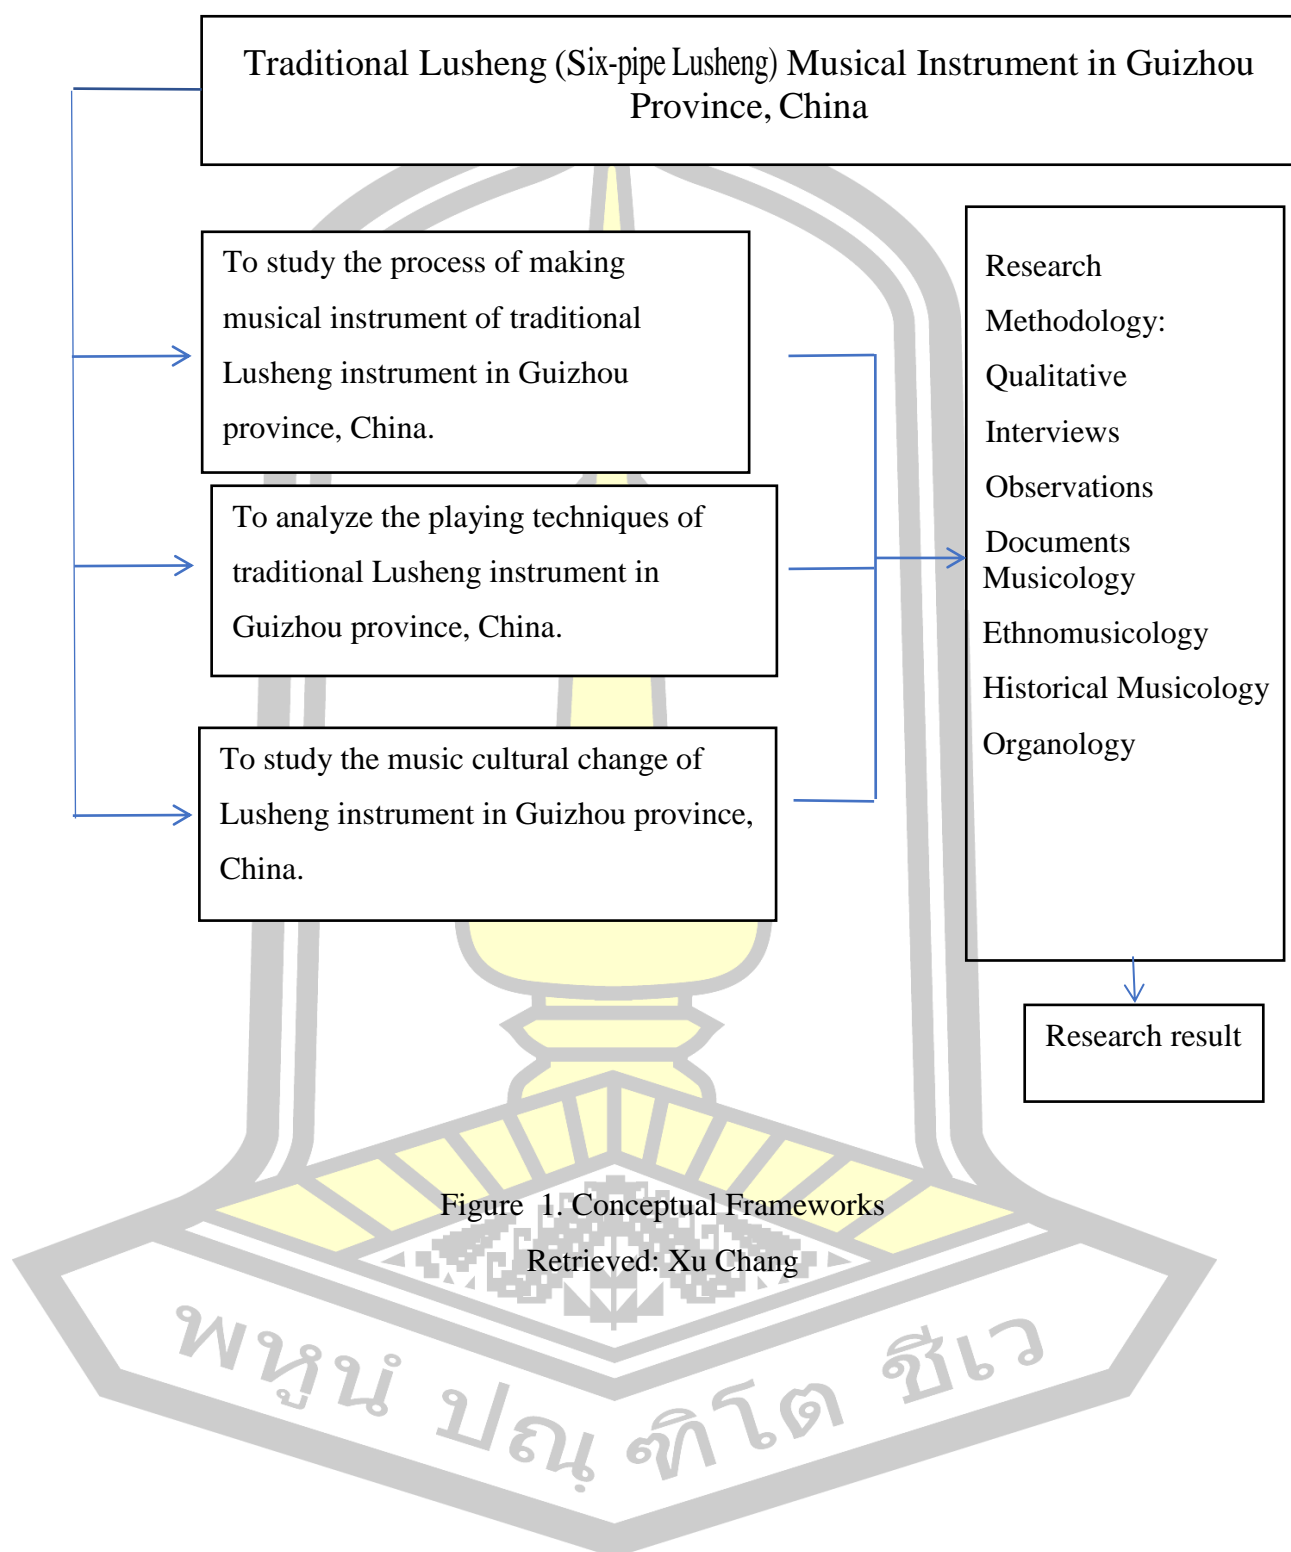 Traditional Lusheng (Six-pipe Lusheng) Musical Instrument in Guizhou
Province, China
To study the process of making
musical instrument of traditional
Lusheng instrument in Guizhou
province, China.
To analyze the playing techniques of
traditional Lusheng instrument in
Guizhou province, China.
To study the music cultural change of
Lusheng instrument in Guizhou province,
China.
Research
Methodology:
Qualitative
Interviews
Observations
Documents
Musicology
Ethnomusicology
Historical Musicology
Organology
Research result
Figure 1. Conceptual Frameworks
Retrieved: Xu Chang
พหูนํ ปณฺฑิโต ชีเว